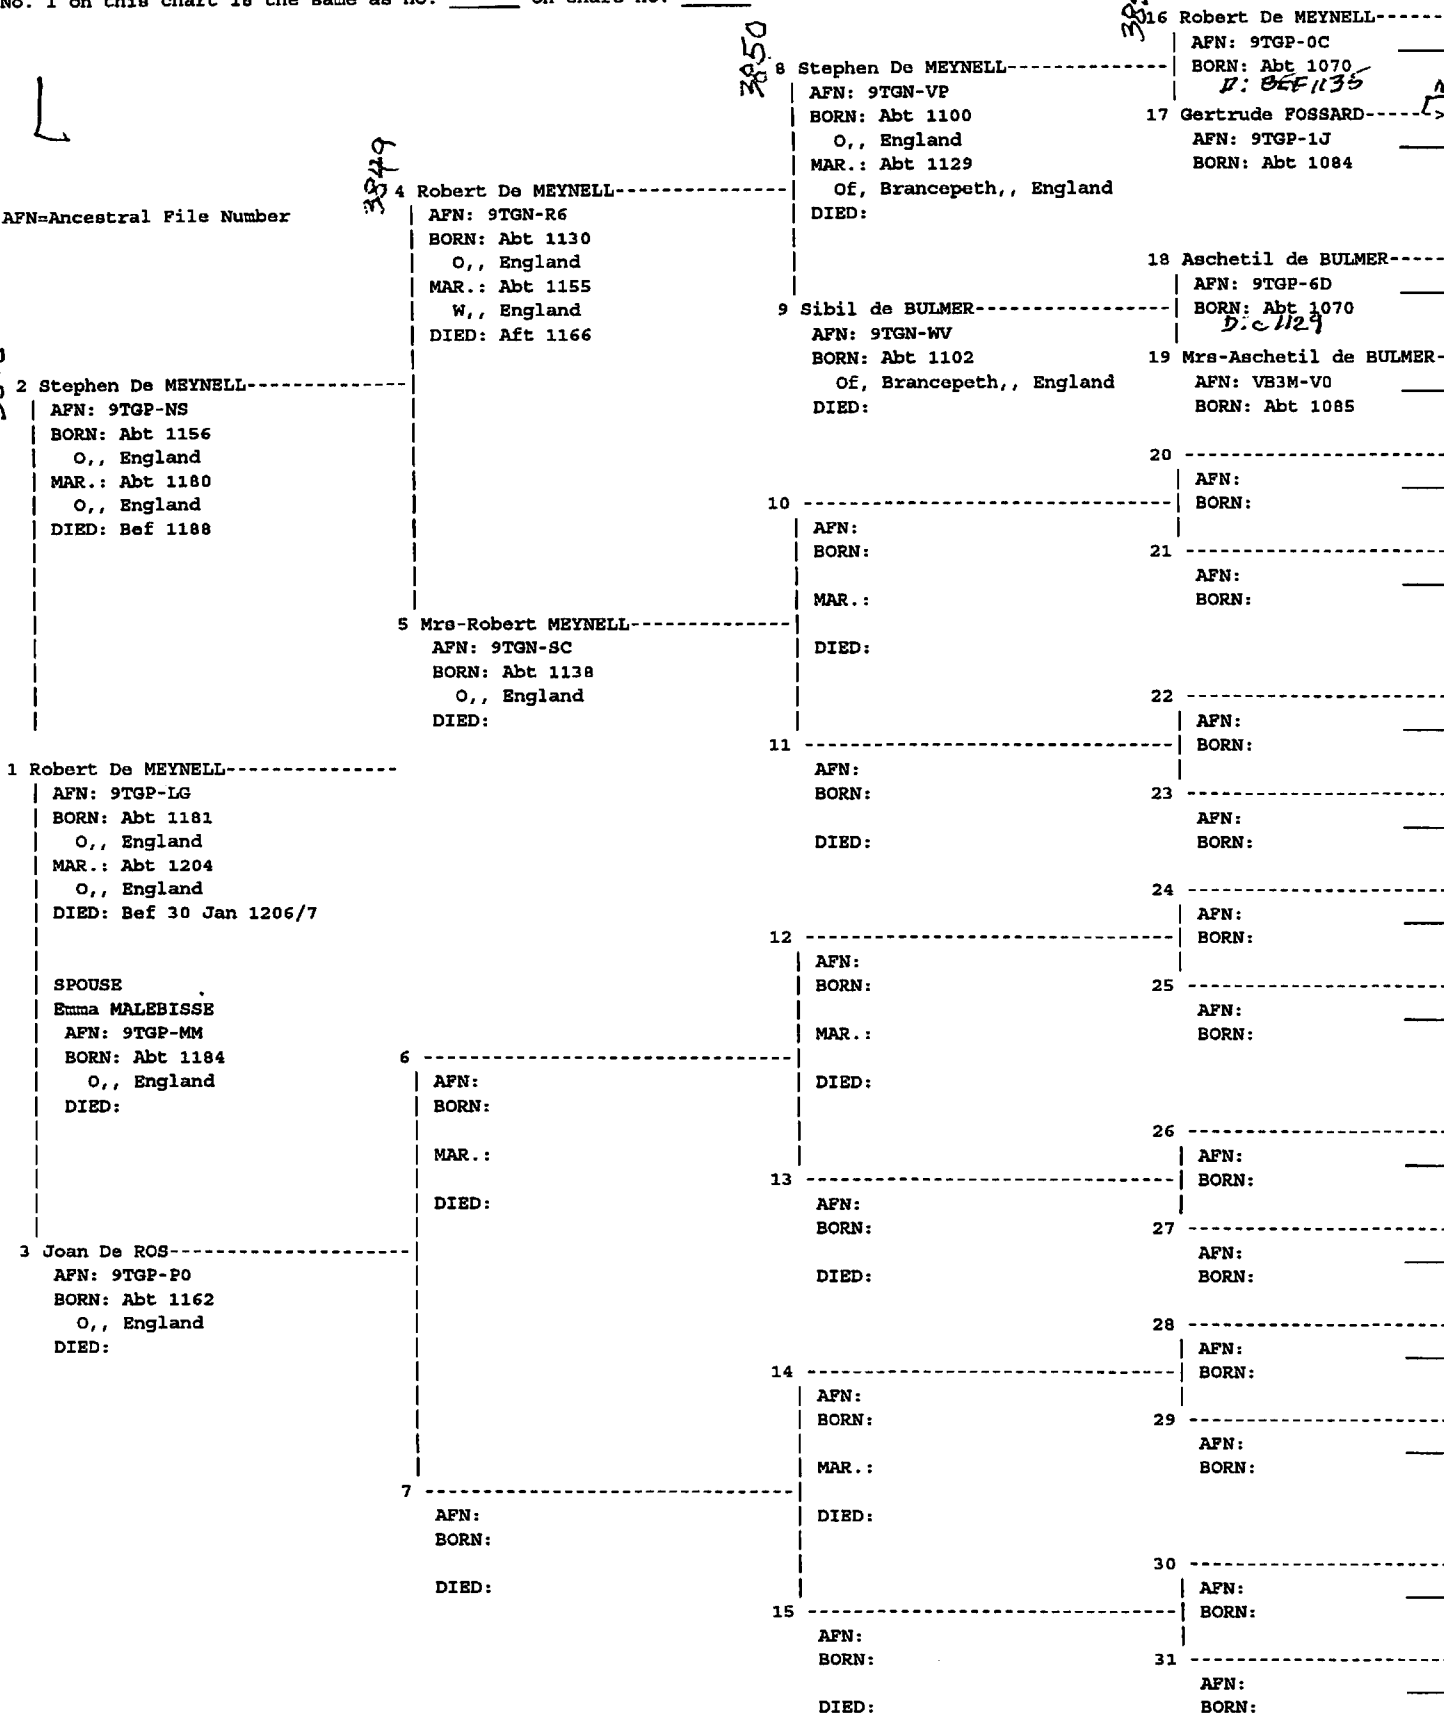 No. 1 on this chart is the same as no. ______ on chart no. ______
AFN=Ancestral File Number
2 Stephen De MEYNELL-------------
AFN: 9TGP-NS
BORN: Abt 1156
O,, England
MAR.: Abt 1180
O,, England
DIED: Bef 1188
1 Robert De MEYNELL--------------
AFN: 9TGP-LG
BORN: Abt 1181
O,, England
MAR.: Abt 1204
O,, England
DIED: Bef 30 Jan 1206/7
SPOUSE
Emma MALEBISSE
AFN: 9TGP-MM
BORN: Abt 1184
O,, England
DIED:
3 Joan De ROS--------------------
AFN: 9TGP-P0
BORN: Abt 1162
O,, England
DIED:
3849
4 Robert De MEYNELL--------------
AFN: 9TGN-R6
BORN: Abt 1130
O,, England
MAR.: Abt 1155
W,, England
DIED: Aft 1166
5 Mrs-Robert MEYNELL-------------
AFN: 9TGN-SC
BORN: Abt 1138
O,, England
DIED:
6 -------------------------------
AFN:
BORN:
MAR.:
DIED:
7 -------------------------------
AFN:
BORN:
DIED:
3850
8 Stephen De MEYNELL-------------
AFN: 9TGN-VP
BORN: Abt 1100
O,, England
MAR.: Abt 1129
Of, Brancepeth,, England
DIED:
9 Sibil de BULMER----------------
AFN: 9TGN-WV
BORN: Abt 1102
Of, Brancepeth,, England
DIED:
10 -------------------------------
AFN:
BORN:
MAR.:
DIED:
11 -------------------------------
AFN:
BORN:
DIED:
12 -------------------------------
AFN:
BORN:
MAR.:
DIED:
13 -------------------------------
AFN:
BORN:
DIED:
14 -------------------------------
AFN:
BORN:
MAR.:
DIED:
15 -------------------------------
AFN:
BORN:
DIED:
16 Robert De MEYNELL------
AFN: 9TGP-0C
BORN: Abt 1070
D: BEF 1135
17 Gertrude FOSSARD-----
AFN: 9TGP-1J
BORN: Abt 1084
18 Aschetil de BULMER-----
AFN: 9TGP-6D
BORN: Abt 1070
D: c 1129
19 Mrs-Aschetil de BULMER-
AFN: VB3M-V0
BORN: Abt 1085
20 ----------------------
AFN:
BORN:
21 ----------------------
AFN:
BORN:
22 ----------------------
AFN:
BORN:
23 ----------------------
AFN:
BORN:
24 ----------------------
AFN:
BORN:
25 ----------------------
AFN:
BORN:
26 ----------------------
AFN:
BORN:
27 ----------------------
AFN:
BORN:
28 ----------------------
AFN:
BORN:
29 ----------------------
AFN:
BORN:
30 ----------------------
AFN:
BORN:
31 ----------------------
AFN:
BORN: